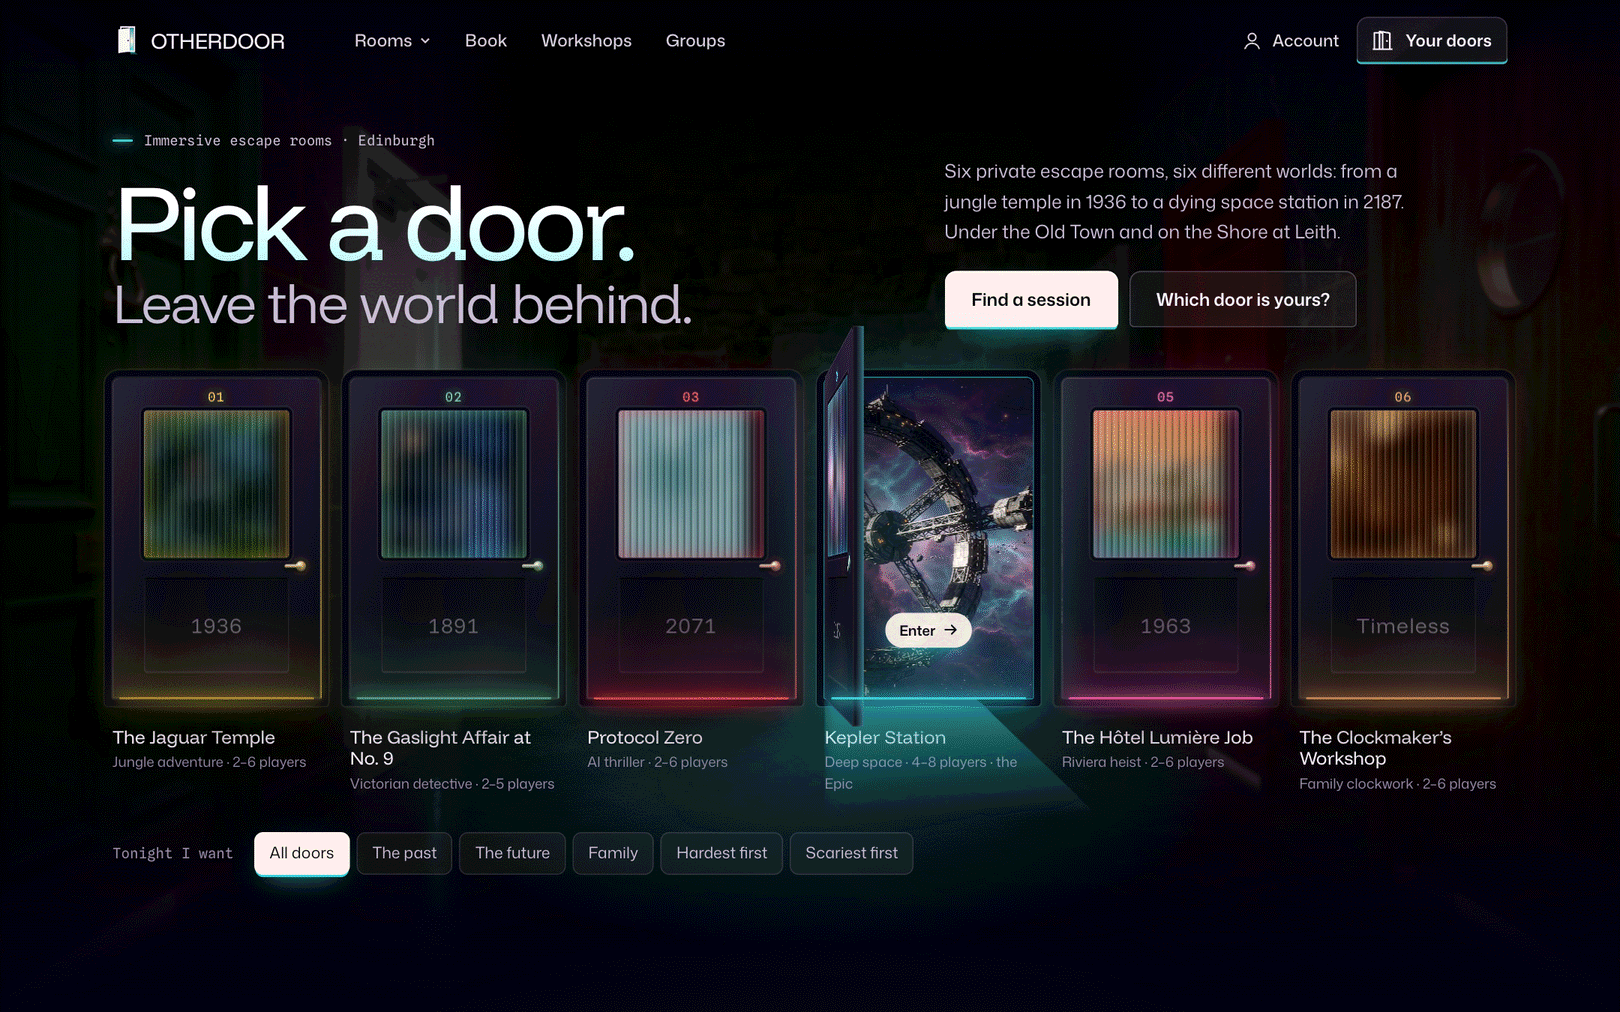 OTHERDOOR
Rooms
Book
Workshops
Groups
Account
Your doors
Immersive escape rooms · Edinburgh
Pick a door.
Leave the world behind.
Six private escape rooms, six different worlds: from a
jungle temple in 1936 to a dying space station in 2187.
Under the Old Town and on the Shore at Leith.
Find a session
Which door is yours?
01
02
03
05
06
1936
1891
2071
Enter →
1963
Timeless
The Jaguar Temple
Jungle adventure · 2–6 players
The Gaslight Affair at
No. 9
Victorian detective · 2–5 players
Protocol Zero
AI thriller · 2–6 players
Kepler Station
Deep space · 4–8 players · the
Epic
The Hôtel Lumière Job
Riviera heist · 2–6 players
The Clockmaker’s
Workshop
Family clockwork · 2–6 players
Tonight I want
All doors
The past
The future
Family
Hardest first
Scariest first